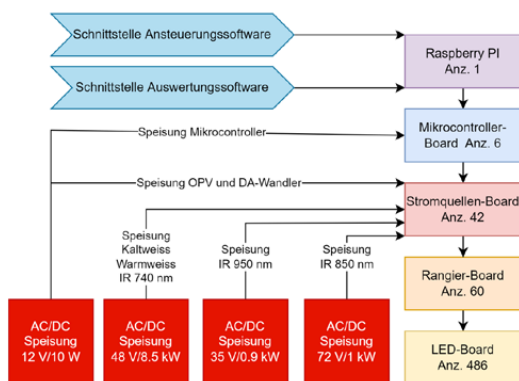 Schnittstelle Ansteuerungssoftware
Raspberry PI
Anz. 1
Schnittstelle Auswertungssoftware
Speisung Mikrocontroller
Mikrocontroller-
Board Anz. 6
Speisung OPV und DA-Wandler
Stromquellen-Board
Anz. 42
Speisung
Kaltweiss
Warmweiss
IR 740 nm
Speisung
IR 950 nm
Speisung
IR 850 nm
Rangier-Board
Anz. 60
AC/DC
Speisung
12 V/10 W
AC/DC
Speisung
48 V/8.5 kW
AC/DC
Speisung
35 V/0.9 kW
AC/DC
Speisung
72 V/1 kW
LED-Board
Anz. 486